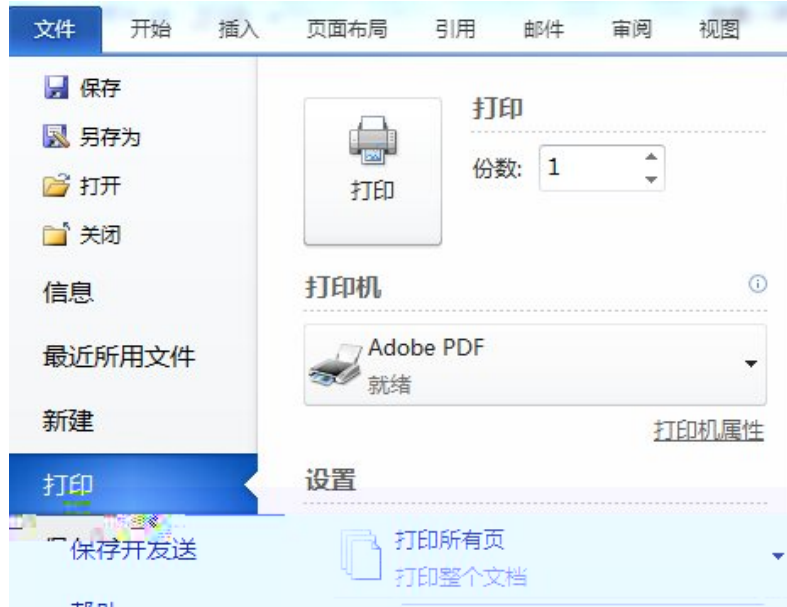 文件 开始 插入 页面布局 引用 邮件 审阅 视图
保存
另存为
打开
关闭
信息
最近所用文件
新建
打印
保存开发送
打印
打印
份数: 1
打印机
Adobe PDF
就绪
打印机属性
设置
打印所有页
打印整个文档